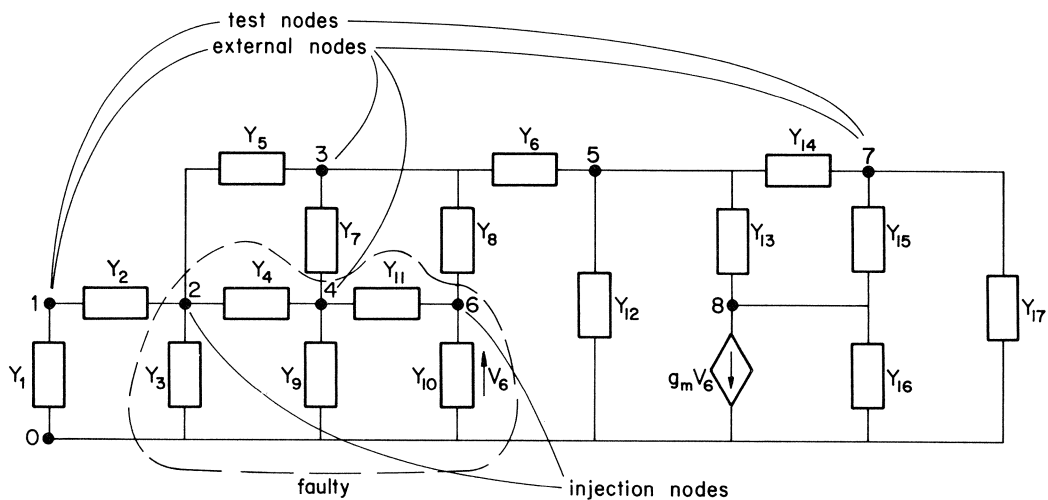 test nodes
external nodes
Y5 3 Y6 5 Y14 7
Y7 Y8 Y13 Y15
1 Y2 2 Y4 4 Y11 6 Y12 8 Y17
Y1 Y3 Y9 Y10 V6 gmV6 Y16
0
faulty injection nodes